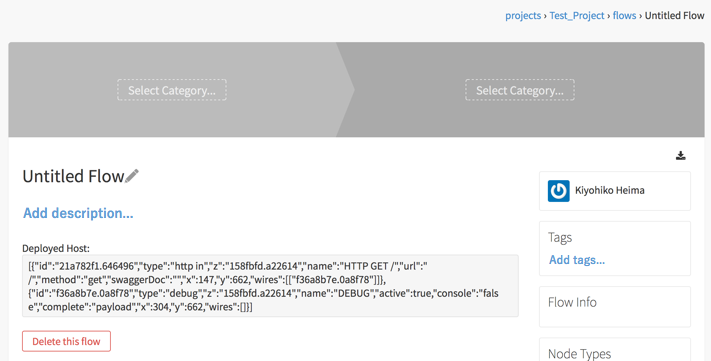 projects › Test_Project › flows › Untitled Flow
Select Category... Select Category...
Untitled Flow
Add description...
Deployed Host:
[{"id":"21a782f1.646496","type":"http in","z":"158fbfd.a22614","name":"HTTP GET /","url":"
/","method":"get","swaggerDoc":"","x":147,"y":662,"wires":[["f36a8b7e.0a8f78"]]},
{"id":"f36a8b7e.0a8f78","type":"debug","z":"158fbfd.a22614","name":"DEBUG","active":true,"console":"fals
e","complete":"payload","x":304,"y":662,"wires":[]}]
Delete this flow
Kiyohiko Heima
Tags
Add tags...
Flow Info
Node Types